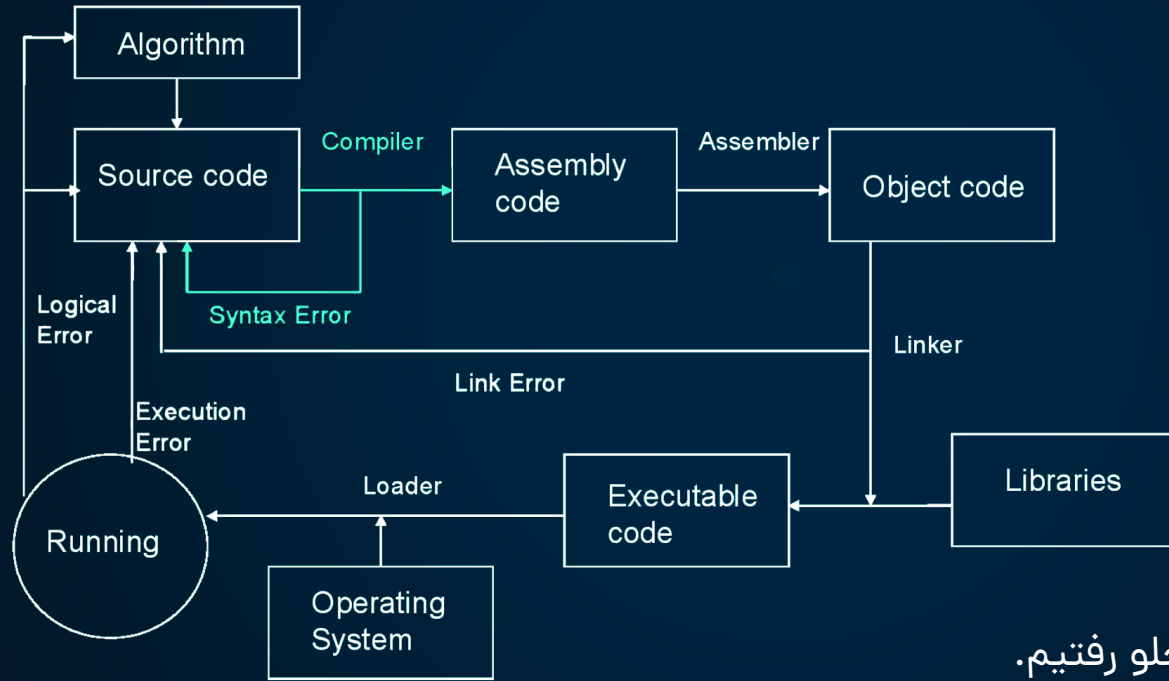 Algorithm
Source code
Compiler
Assembly
code
Assembler
Object code
Syntax Error
Logical
Error
Link Error
Linker
Execution
Error
Running
Loader
Executable
code
Libraries
Operating
System
رفتیم.